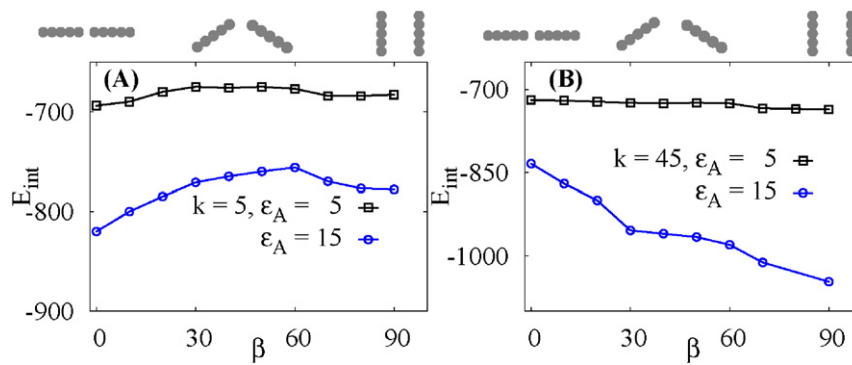 (A)
-700
-800
-900
E_int
k = 5, ε_A = 5
ε_A = 15
0 30 60 90
β
(B)
-700
-850
-1000
E_int
k = 45, ε_A = 5
ε_A = 15
0 30 60 90
β